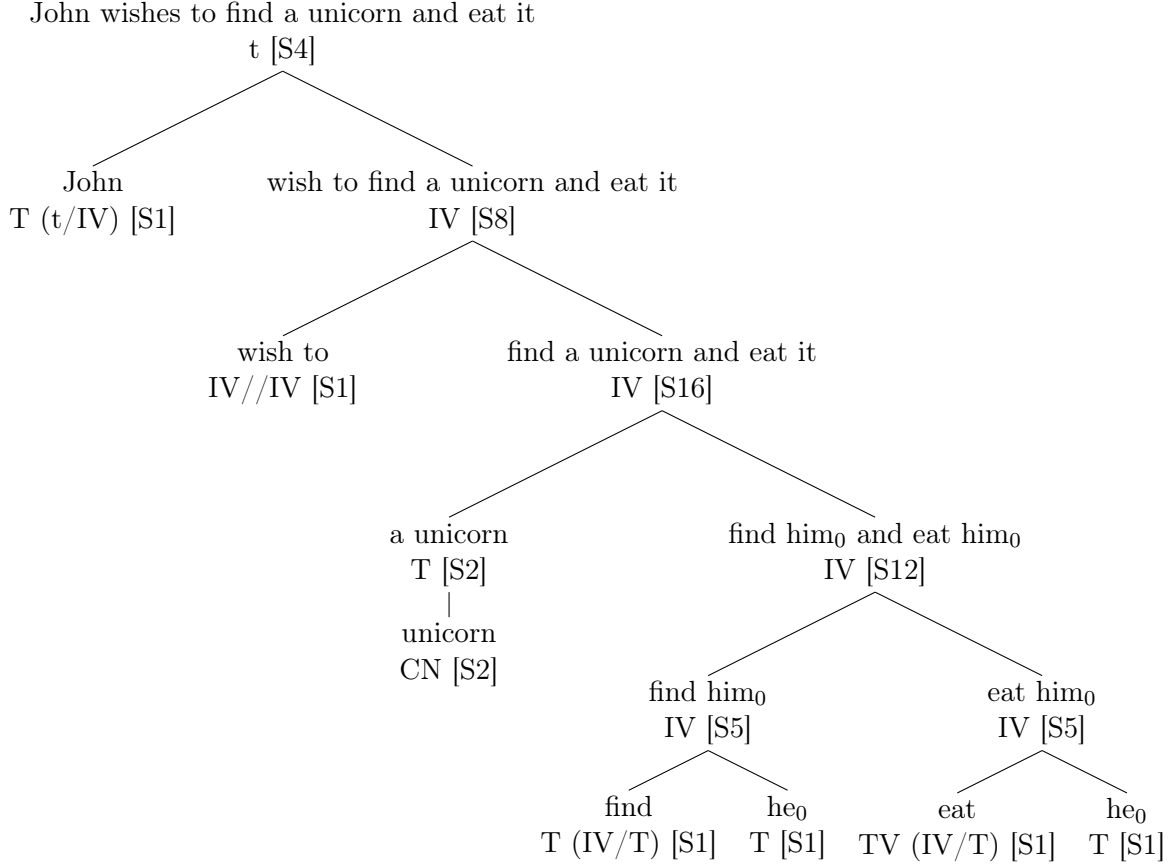 John wishes to find a unicorn and eat it
t [S4]
John
T (t/IV) [S1]
wish to find a unicorn and eat it
IV [S8]
wish to
IV//IV [S1]
find a unicorn and eat it
IV [S16]
a unicorn
T [S2]
unicorn
CN [S2]
find him₀ and eat him₀
IV [S12]
find him₀
IV [S5]
eat him₀
IV [S5]
find
T (IV/T) [S1]
he₀
T [S1]
eat
TV (IV/T) [S1]
he₀
T [S1]